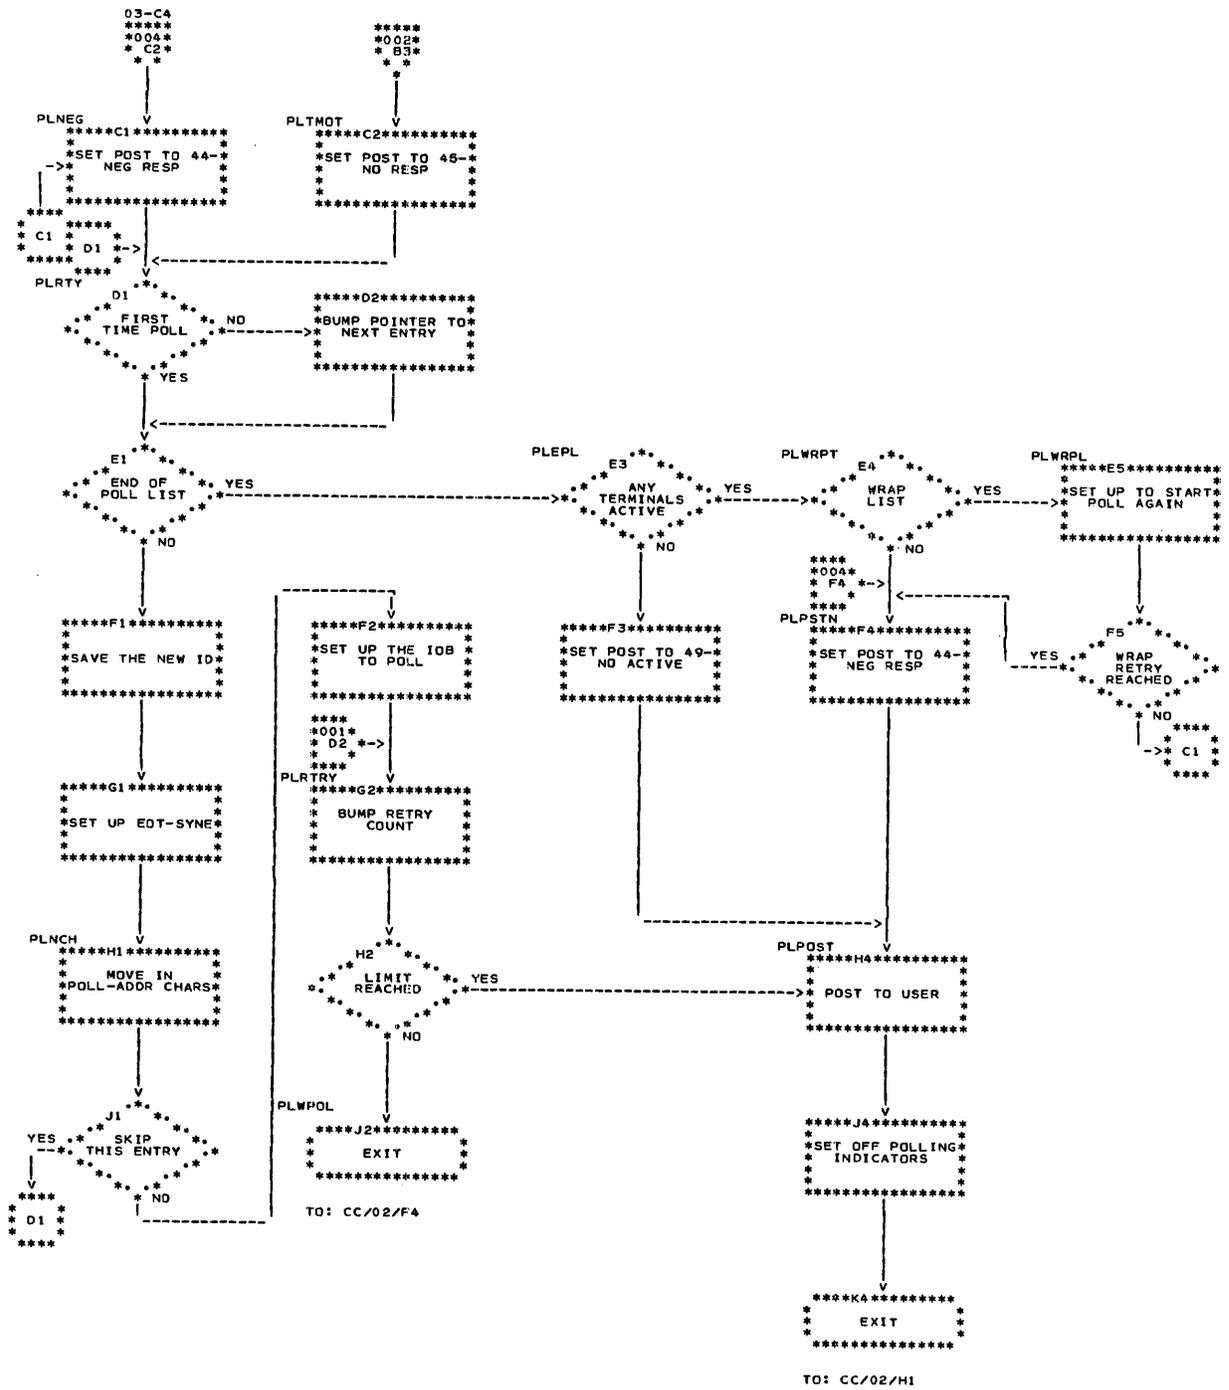 03-C4
004
C2
002
B3
PLNEG
C1
SET POST TO 44-
NEG RESP
PLTMOT
C2
SET POST TO 45-
NO RESP
C1
D1
PLRTY
D1
FIRST
TIME POLL
NO
YES
D2
BUMP POINTER TO
NEXT ENTRY
E1
END OF
POLL LIST
YES
NO
PLEPL
E3
ANY
TERMINALS
ACTIVE
YES
NO
PLWRPT
E4
WRAP
LIST
YES
NO
PLWRPL
E5
SET UP TO START
POLL AGAIN
004
F4
PLPSTN
F1
SAVE THE NEW ID
F2
SET UP THE IOB
TO POLL
F3
SET POST TO 49-
NO ACTIVE
F4
SET POST TO 44-
NEG RESP
F5
WRAP
RETRY
REACHED
YES
NO
C1
001
D2
PLRTRY
G1
SET UP EOT-SYNE
G2
BUMP RETRY
COUNT
PLNCH
H1
MOVE IN
POLL-ADDR CHARS
H2
LIMIT
REACHED
YES
NO
PLPOST
H4
POST TO USER
J1
SKIP
THIS ENTRY
YES
NO
D1
PLWPOL
J2
EXIT
TO: CC/02/F4
J4
SET OFF POLLING
INDICATORS
K4
EXIT
TO: CC/02/H1